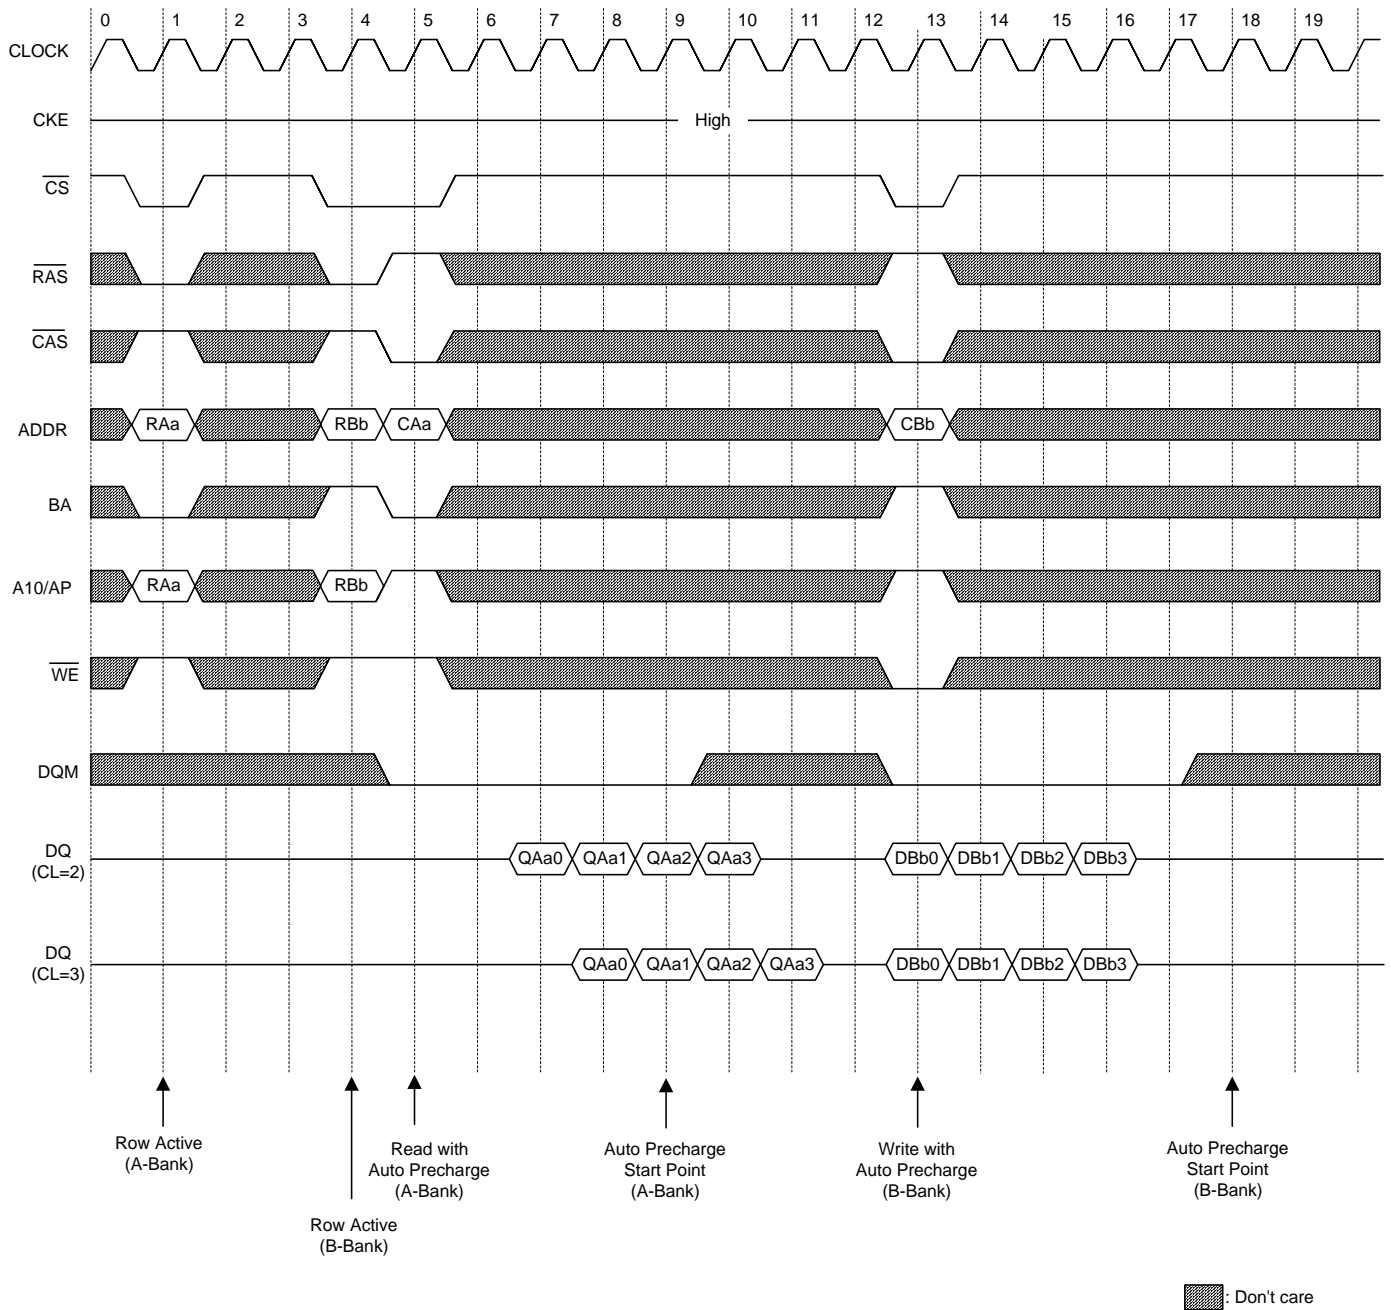 0 1 2 3 4 5 6 7 8 9 10 11 12 13 14 15 16 17 18 19
CLOCK
CKE High
CS
RAS
CAS
ADDR RAa RBb CAa CBb
BA
A10/AP RAa RBb
WE
DQM
DQ
(CL=2)
QAa0 QAa1 QAa2 QAa3 DBb0 DBb1 DBb2 DBb3
DQ
(CL=3)
QAa0 QAa1 QAa2 QAa3 DBb0 DBb1 DBb2 DBb3
Row Active
(A-Bank)
Row Active
(B-Bank)
Read with
Auto Precharge
(A-Bank)
Auto Precharge
Start Point
(A-Bank)
Write with
Auto Precharge
(B-Bank)
Auto Precharge
Start Point
(B-Bank)
: Don't care